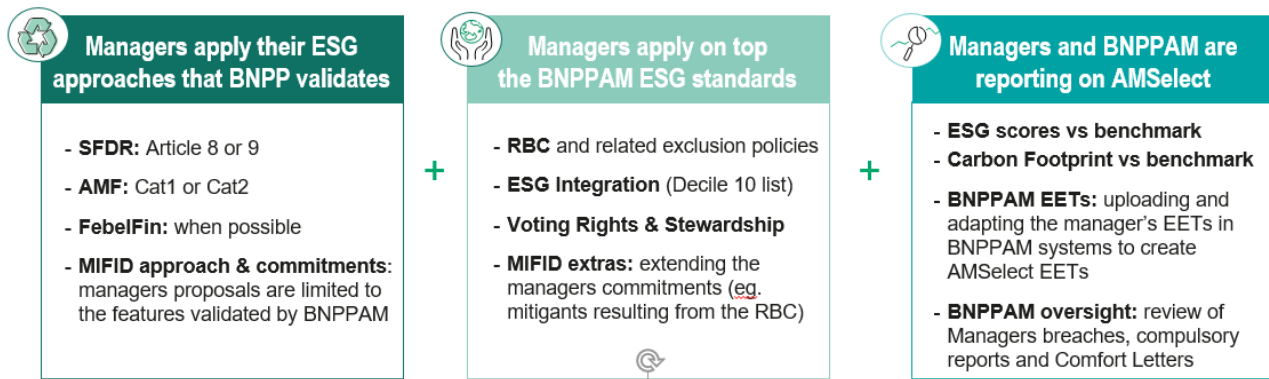 Managers apply their ESG
approaches that BNPP validates
- SFDR: Article 8 or 9
- AMF: Cat1 or Cat2
- FebelFin: when possible
- MIFID approach & commitments:
managers proposals are limited to
the features validated by BNPPAM
+
Managers apply on top
the BNPPAM ESG standards
- RBC and related exclusion policies
- ESG Integration (Decile 10 list)
- Voting Rights & Stewardship
- MIFID extras: extending the
managers commitments (eg.
mitigants resulting from the RBC)
+
Managers and BNPPAM are
reporting on AMSelect
- ESG scores vs benchmark
- Carbon Footprint vs benchmark
- BNPPAM EETs: uploading and
adapting the manager's EETs in
BNPPAM systems to create
AMSelect EETs
- BNPPAM oversight: review of
Managers breaches, compulsory
reports and Comfort Letters